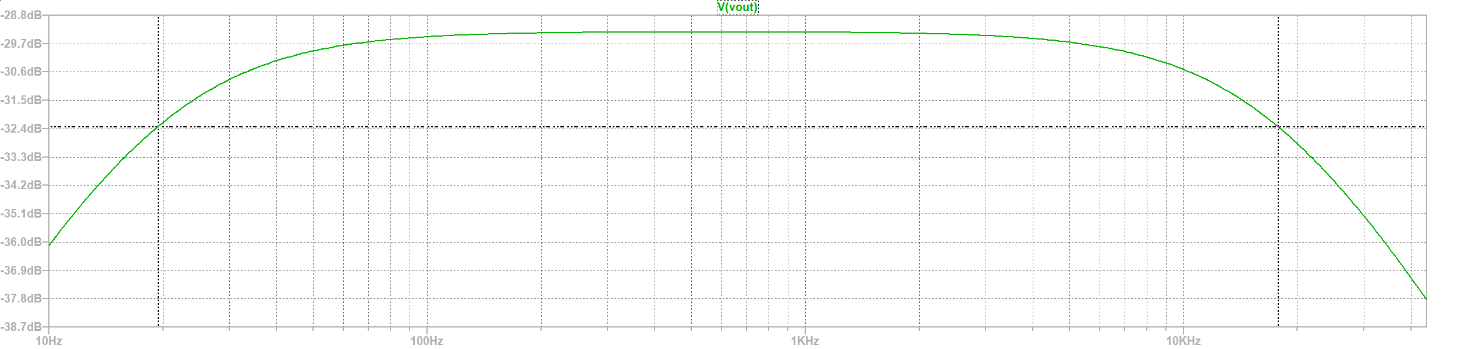 V(vout)
-28.8dB
-29.7dB
-30.6dB
-31.5dB
-32.4dB
-33.3dB
-34.2dB
-35.1dB
-36.0dB
-36.9dB
-37.8dB
-38.7dB
10Hz 100Hz 1KHz 10KHz